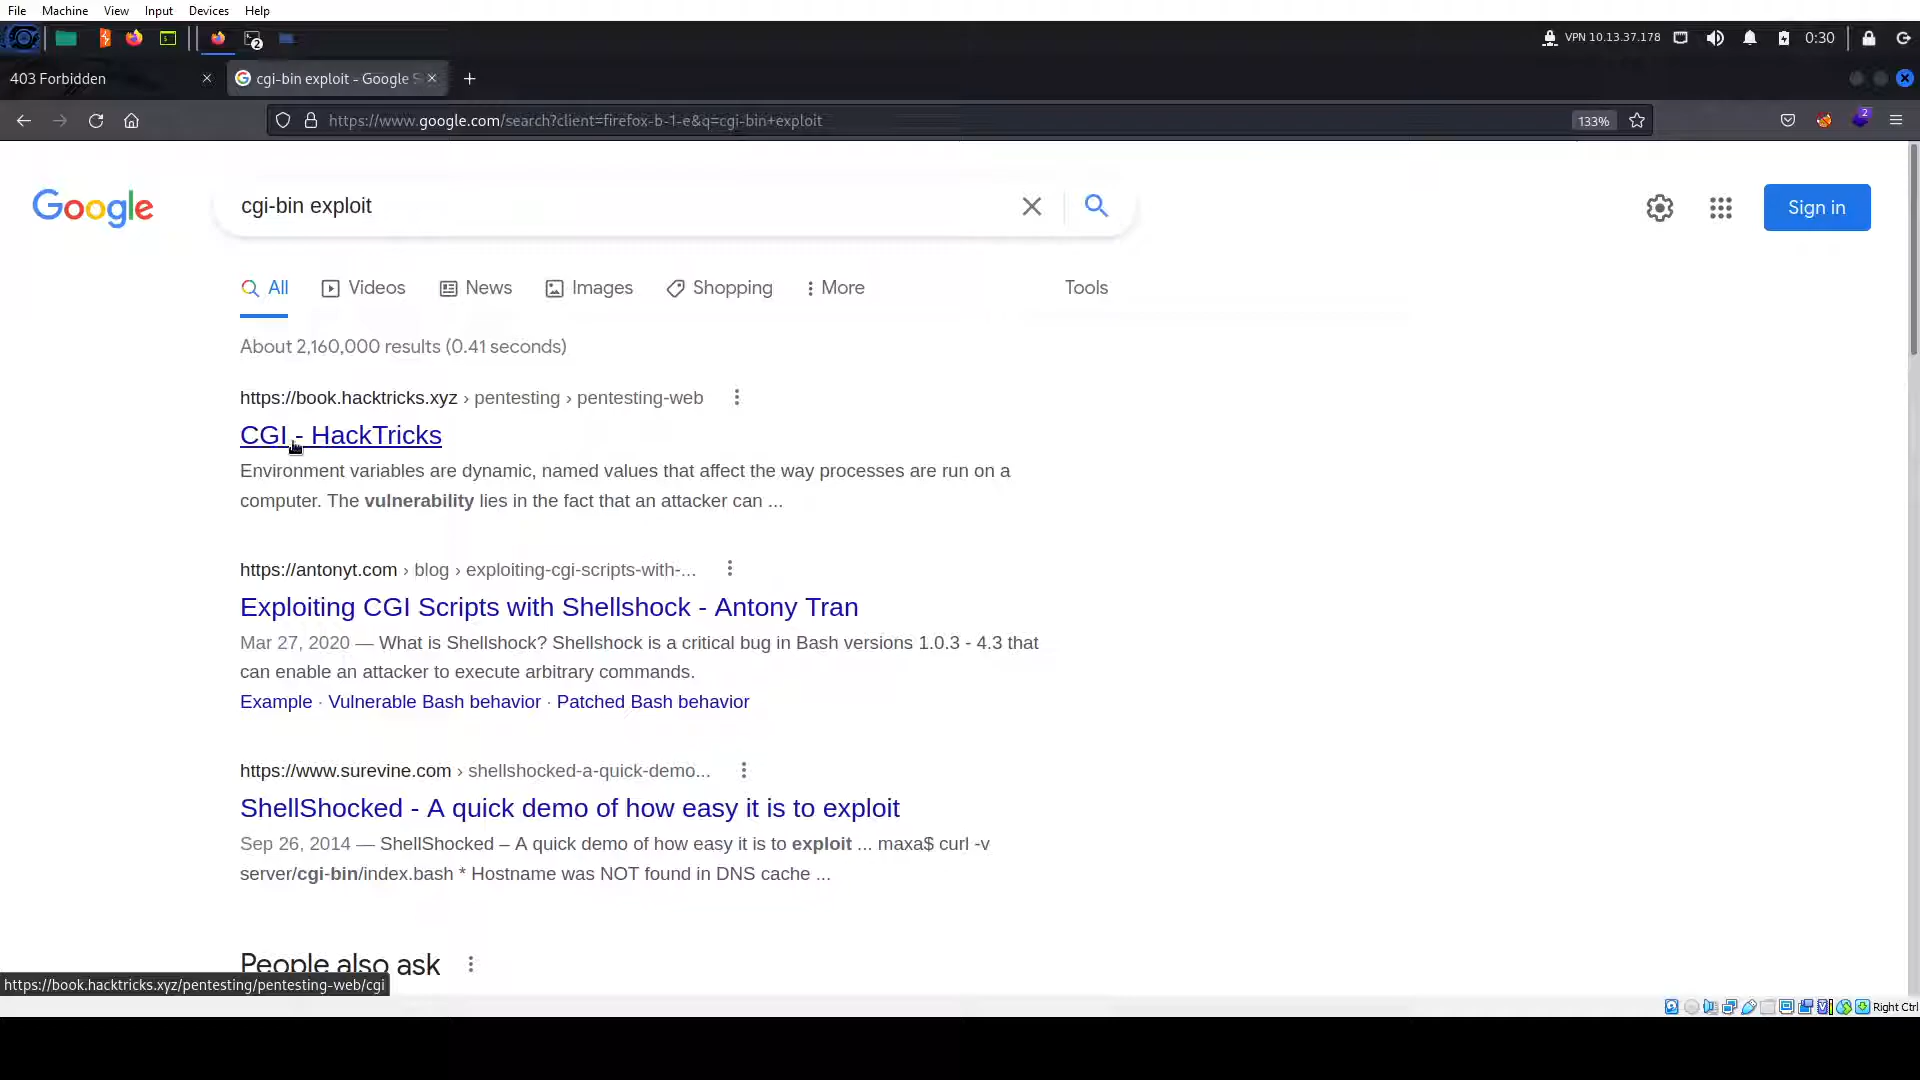 File Machine View Input Devices Help
2
VPN 10.13.37.178
0:30
403 Forbidden
cgi-bin exploit - Google S
https://www.google.com/search?client=firefox-b-1-e&q=cgi-bin+exploit
133%
2
Google
cgi-bin exploit
Sign in
All Videos News Images Shopping More Tools
About 2,160,000 results (0.41 seconds)
https://book.hacktricks.xyz › pentesting › pentesting-web
CGI - HackTricks
Environment variables are dynamic, named values that affect the way processes are run on a
computer. The vulnerability lies in the fact that an attacker can ...
https://antonyt.com › blog › exploiting-cgi-scripts-with-...
Exploiting CGI Scripts with Shellshock - Antony Tran
Mar 27, 2020 — What is Shellshock? Shellshock is a critical bug in Bash versions 1.0.3 - 4.3 that
can enable an attacker to execute arbitrary commands.
Example · Vulnerable Bash behavior · Patched Bash behavior
https://www.surevine.com › shellshocked-a-quick-demo...
ShellShocked - A quick demo of how easy it is to exploit
Sep 26, 2014 — ShellShocked – A quick demo of how easy it is to exploit ... maxa$ curl -v
server/cgi-bin/index.bash * Hostname was NOT found in DNS cache ...
People also ask
https://book.hacktricks.xyz/pentesting/pentesting-web/cgi
Right Ctrl